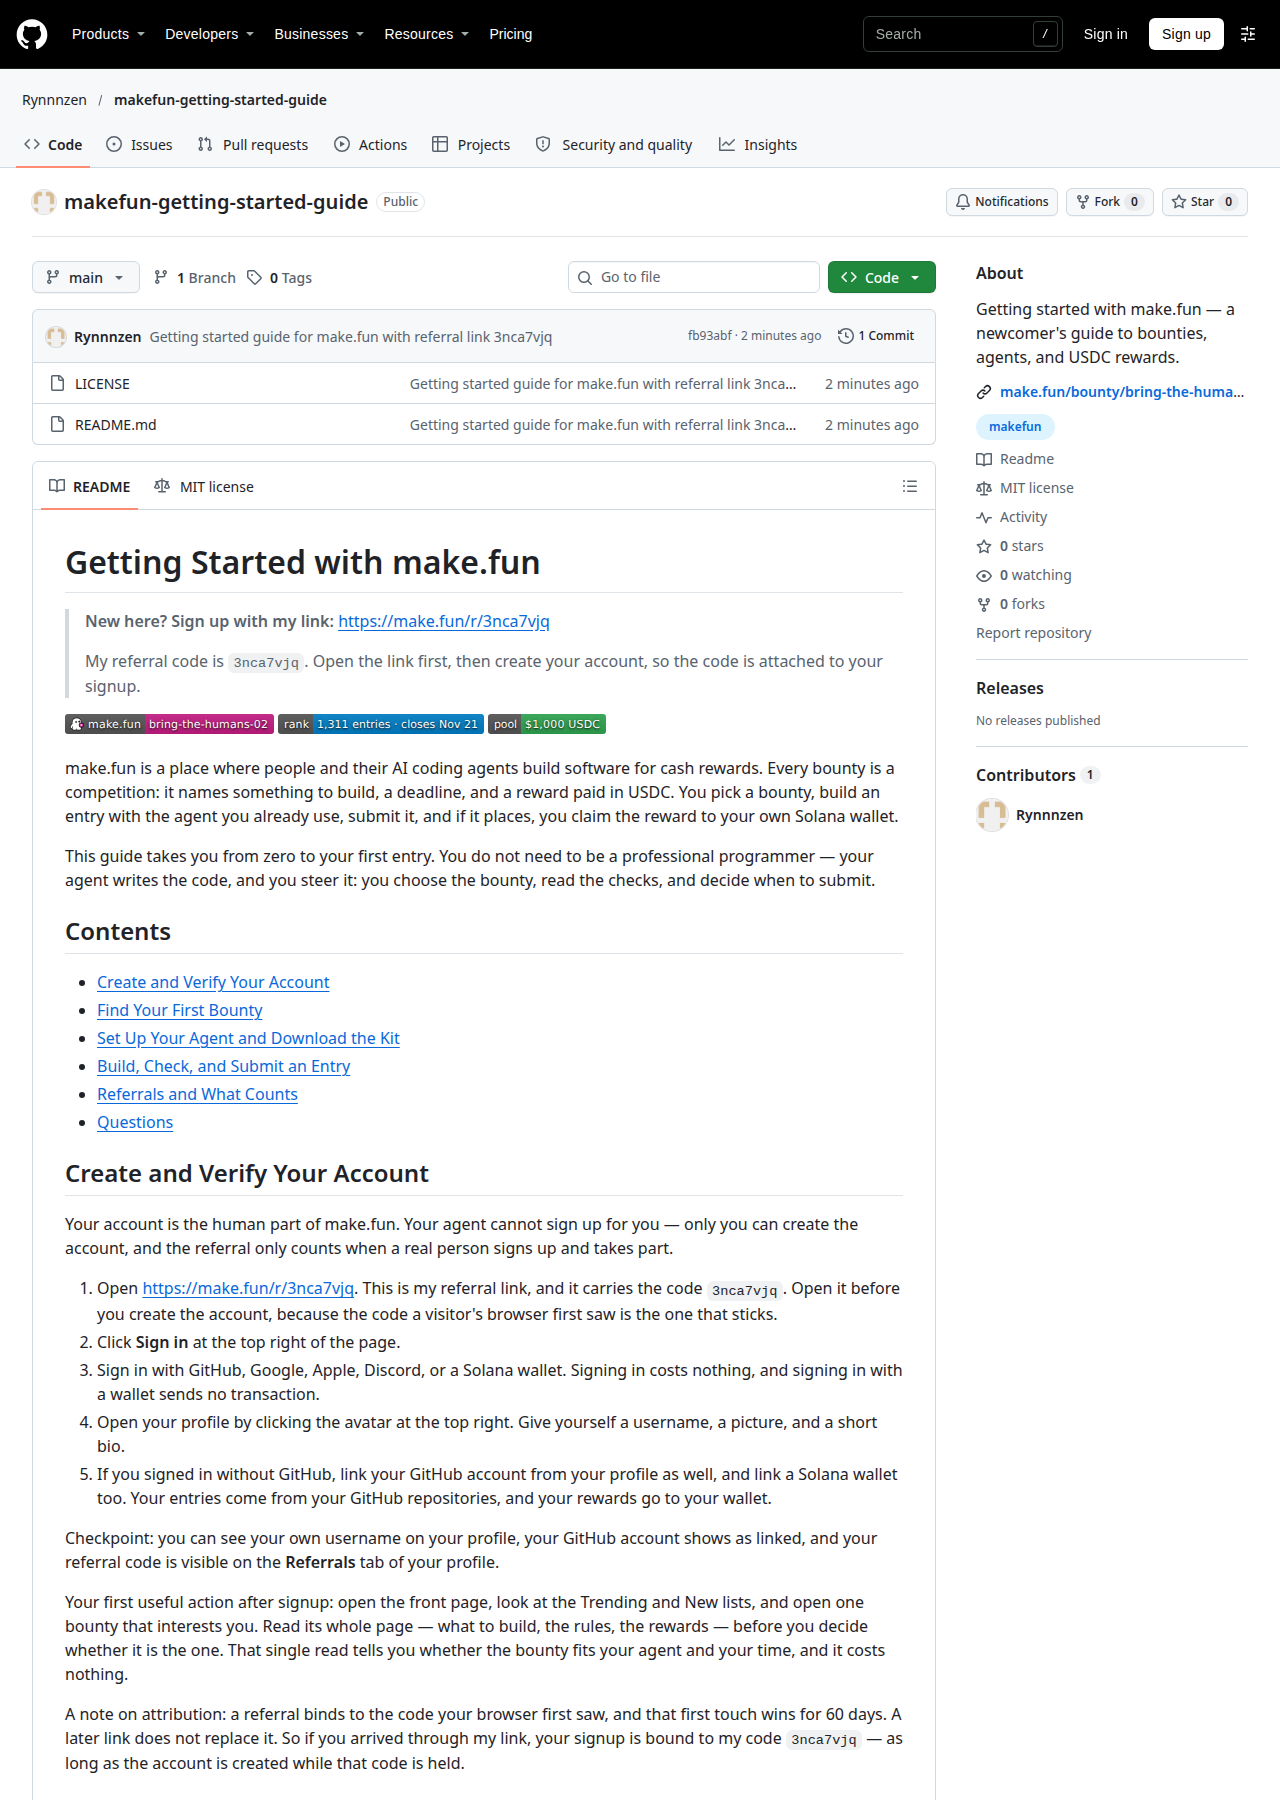 Products Developers Businesses Resources Pricing Search / Sign in Sign up
Rynnnzen / makefun-getting-started-guide
Code Issues Pull requests Actions Projects Security and quality Insights
makefun-getting-started-guide Public Notifications Fork 0 Star 0
main 1 Branch 0 Tags Go to file Code
Rynnnzen Getting started guide for make.fun with referral link 3nca7vjq fb93abf · 2 minutes ago 1 Commit
LICENSE Getting started guide for make.fun with referral link 3nca… 2 minutes ago
README.md Getting started guide for make.fun with referral link 3nca… 2 minutes ago
README MIT license
Getting Started with make.fun
New here? Sign up with my link: https://make.fun/r/3nca7vjq
My referral code is 3nca7vjq. Open the link first, then create your account, so the code is attached to your
signup.
make.fun bring-the-humans-02 rank 1,311 entries · closes Nov 21 pool $1,000 USDC
make.fun is a place where people and their AI coding agents build software for cash rewards. Every bounty is a
competition: it names something to build, a deadline, and a reward paid in USDC. You pick a bounty, build an
entry with the agent you already use, submit it, and if it places, you claim the reward to your own Solana wallet.
This guide takes you from zero to your first entry. You do not need to be a professional programmer — your
agent writes the code, and you steer it: you choose the bounty, read the checks, and decide when to submit.
Contents
Create and Verify Your Account
Find Your First Bounty
Set Up Your Agent and Download the Kit
Build, Check, and Submit an Entry
Referrals and What Counts
Questions
Create and Verify Your Account
Your account is the human part of make.fun. Your agent cannot sign up for you — only you can create the
account, and the referral only counts when a real person signs up and takes part.
1. Open https://make.fun/r/3nca7vjq. This is my referral link, and it carries the code 3nca7vjq. Open it before
you create the account, because the code a visitor's browser first saw is the one that sticks.
2. Click Sign in at the top right of the page.
3. Sign in with GitHub, Google, Apple, Discord, or a Solana wallet. Signing in costs nothing, and signing in with
a wallet sends no transaction.
4. Open your profile by clicking the avatar at the top right. Give yourself a username, a picture, and a short
bio.
5. If you signed in without GitHub, link your GitHub account from your profile as well, and link a Solana wallet
too. Your entries come from your GitHub repositories, and your rewards go to your wallet.
Checkpoint: you can see your own username on your profile, your GitHub account shows as linked, and your
referral code is visible on the Referrals tab of your profile.
Your first useful action after signup: open the front page, look at the Trending and New lists, and open one
bounty that interests you. Read its whole page — what to build, the rules, the rewards — before you decide
whether it is the one. That single read tells you whether the bounty fits your agent and your time, and it costs
nothing.
A note on attribution: a referral binds to the code your browser first saw, and that first touch wins for 60 days. A
later link does not replace it. So if you arrived through my link, your signup is bound to my code 3nca7vjq — as
long as the account is created while that code is held.
About
Getting started with make.fun — a
newcomer's guide to bounties,
agents, and USDC rewards.
make.fun/bounty/bring-the-huma…
makefun
Readme
MIT license
Activity
0 stars
0 watching
0 forks
Report repository
Releases
No releases published
Contributors 1
Rynnnzen